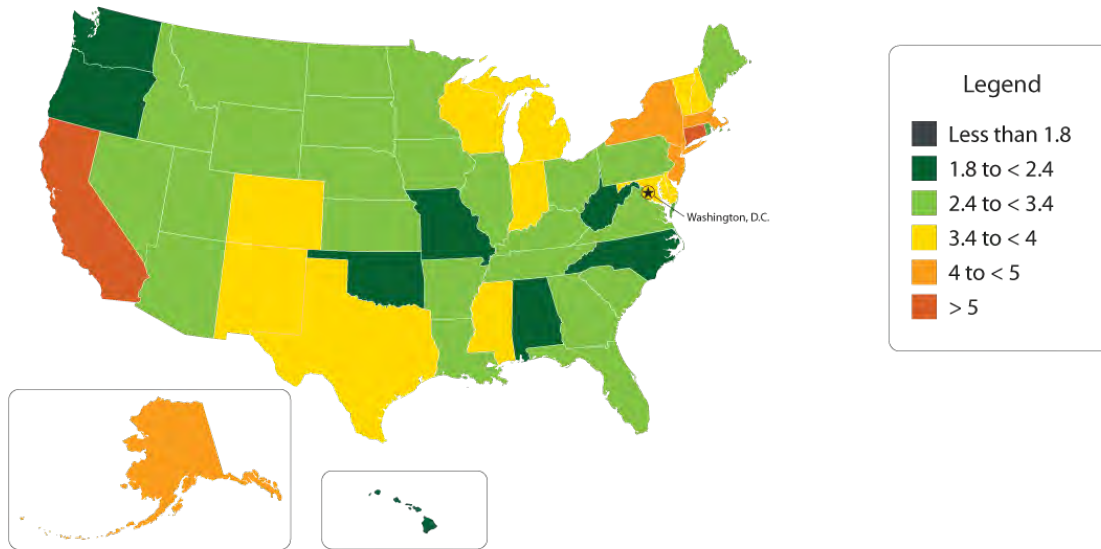 Legend
Less than 1.8
1.8 to < 2.4
2.4 to < 3.4
3.4 to < 4
4 to < 5
> 5
Washington, D.C.